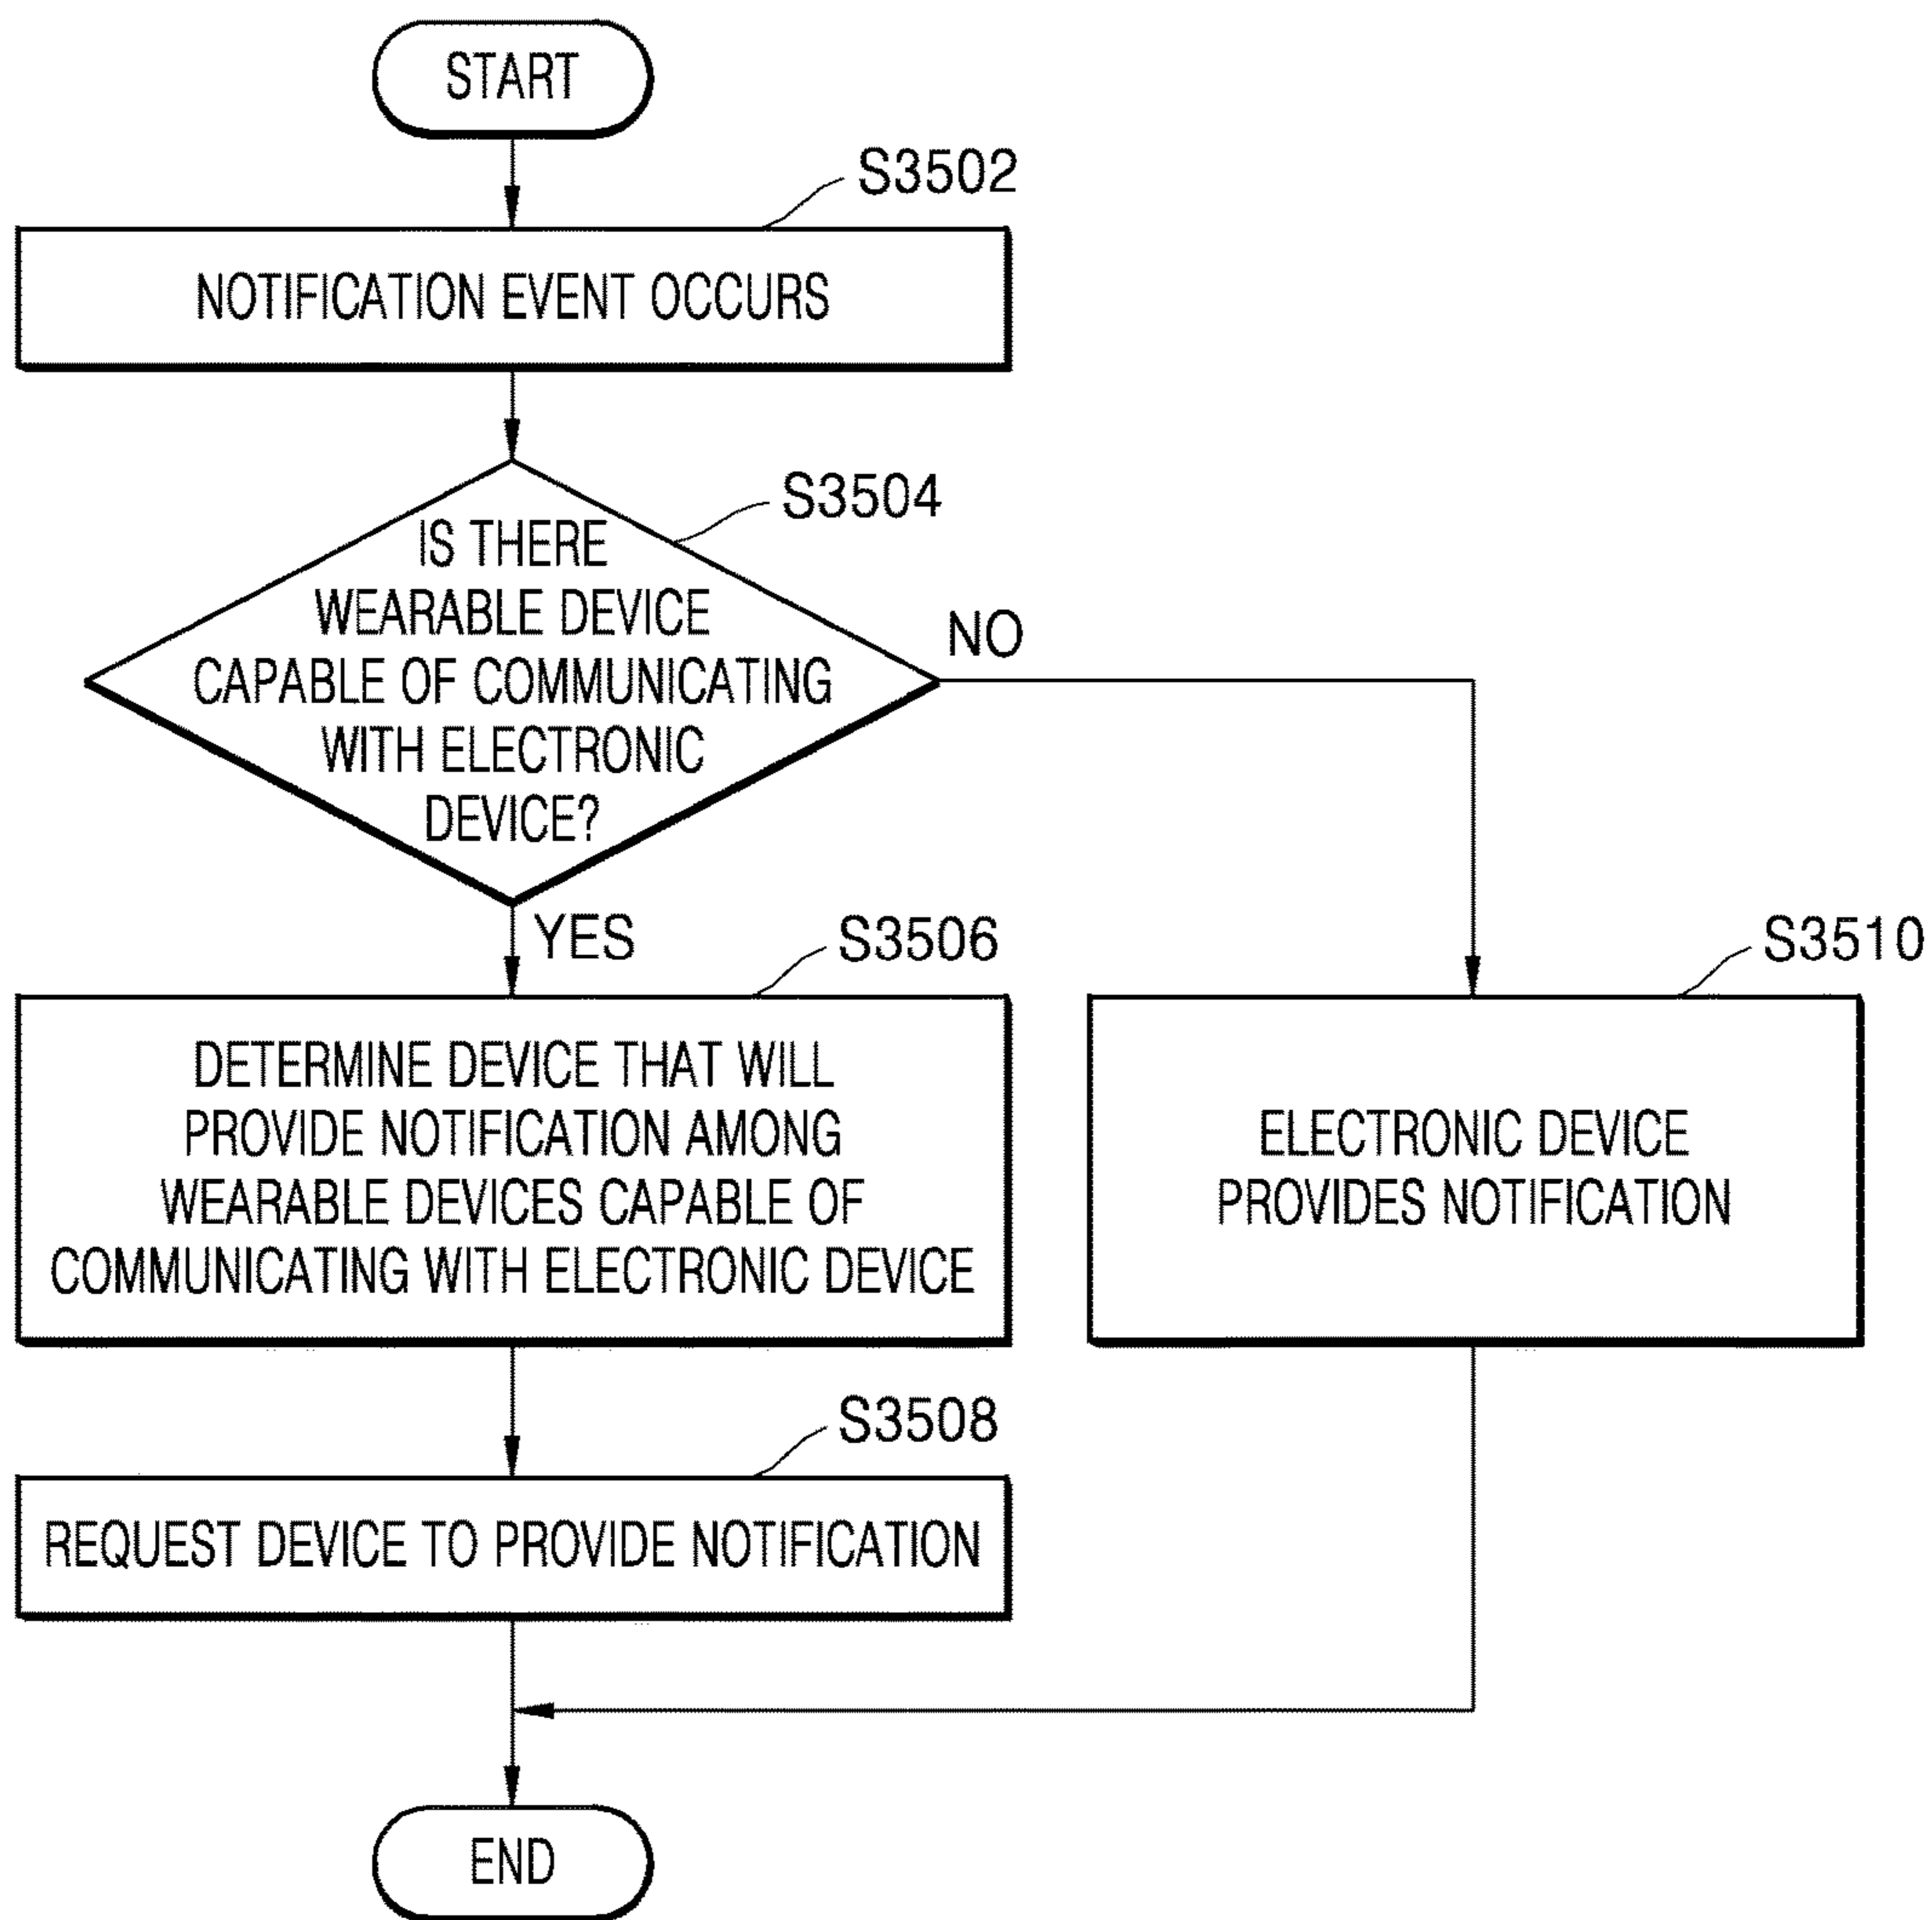 START
S3502
NOTIFICATION EVENT OCCURS
S3504
IS THERE
WEARABLE DEVICE
CAPABLE OF COMMUNICATING
WITH ELECTRONIC
DEVICE?
NO
YES
S3506
DETERMINE DEVICE THAT WILL
PROVIDE NOTIFICATION AMONG
WEARABLE DEVICES CAPABLE OF
COMMUNICATING WITH ELECTRONIC DEVICE
S3510
ELECTRONIC DEVICE
PROVIDES NOTIFICATION
S3508
REQUEST DEVICE TO PROVIDE NOTIFICATION
END